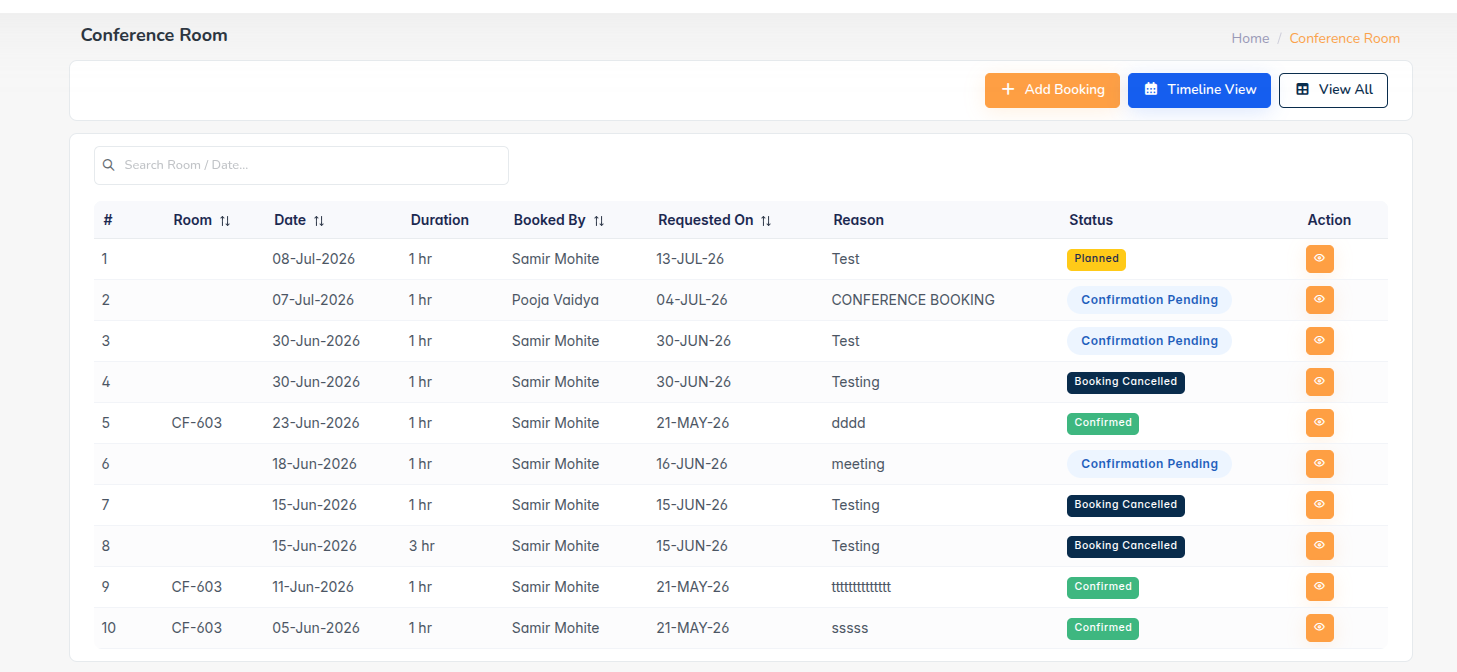 Conference Room
Home / Conference Room
+ Add Booking Timeline View View All
Search Room / Date...
# Room Date Duration Booked By Requested On Reason Status Action
1 08-Jul-2026 1 hr Samir Mohite 13-JUL-26 Test Planned
2 07-Jul-2026 1 hr Pooja Vaidya 04-JUL-26 CONFERENCE BOOKING Confirmation Pending
3 30-Jun-2026 1 hr Samir Mohite 30-JUN-26 Test Confirmation Pending
4 30-Jun-2026 1 hr Samir Mohite 30-JUN-26 Testing Booking Cancelled
5 CF-603 23-Jun-2026 1 hr Samir Mohite 21-MAY-26 dddd Confirmed
6 18-Jun-2026 1 hr Samir Mohite 16-JUN-26 meeting Confirmation Pending
7 15-Jun-2026 1 hr Samir Mohite 15-JUN-26 Testing Booking Cancelled
8 15-Jun-2026 3 hr Samir Mohite 15-JUN-26 Testing Booking Cancelled
9 CF-603 11-Jun-2026 1 hr Samir Mohite 21-MAY-26 tttttttttttttt Confirmed
10 CF-603 05-Jun-2026 1 hr Samir Mohite 21-MAY-26 sssss Confirmed